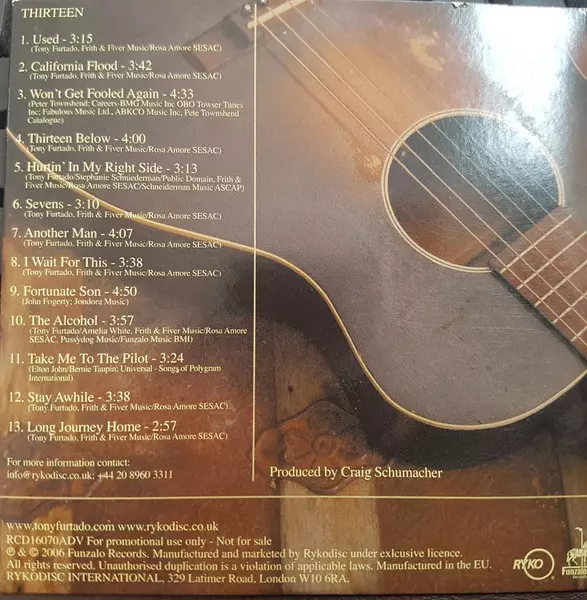 THIRTEEN
1. Used - 3:15
(Tony Furtado, Frith & Fiver Music/Rosa Amore SESAC)
2. California Flood - 3:42
(Tony Furtado, Frith & Fiver Music/Rosa Amore SESAC)
3. Won't Get Fooled Again - 4:33
(Peter Townshend: Careers-BMG Music Inc OBO Towser Tunes
Inc: Fabulous Music Ltd., ABKCO Music Inc, Pete Townshend
Catalogue)
4. Thirteen Below - 4:00
(Tony Furtado, Frith & Fiver Music/Rosa Amore SESAC)
5. Hurtin' In My Right Side - 3:13
(Tony Furtado/Stephanie Schniederman/Public Domain, Frith &
Fiver Music/Rosa Amore SESAC/Schneiderman Music ASCAP)
6. Sevens - 3:10
(Tony Furtado, Frith & Fiver Music/Rosa Amore SESAC)
7. Another Man - 4:07
(Tony Furtado, Frith & Fiver Music/Rosa Amore SESAC)
8. I Wait For This - 3:38
(Tony Furtado, Frith & Fiver Music/Rosa Amore SESAC)
9. Fortunate Son - 4:50
(John Fogerty; Jondora Music)
10. The Alcohol - 3:57
(Tony Furtado/Amelia White, Frith & Fiver Music/Rosa Amore
SESAC, Pussydog Music/Funzalo Music BMI)
11. Take Me To The Pilot - 3:24
(Elton John/Bernie Taupin; Universal - Songs of Polygram
International)
12. Stay Awhile - 3:38
(Tony Furtado, Frith & Fiver Music/Rosa Amore SESAC)
13. Long Journey Home - 2:57
(Tony Furtado, Frith & Fiver Music/Rosa Amore SESAC)
For more information contact:
info@rykodisc.co.uk; +44 20 8960 3311
Produced by Craig Schumacher
www.tonyfurtado.com www.rykodisc.co.uk
RCD16070ADV For promotional use only - Not for sale
℗ & © 2006 Funzalo Records. Manufactured and marketed by Rykodisc under exlcusive licence.
All rights reserved. Unauthorised duplication is a violation of applicable laws. Manufactured in the EU.
RYKODISC INTERNATIONAL, 329 Latimer Road, London W10 6RA.
RYKO
Funzalo